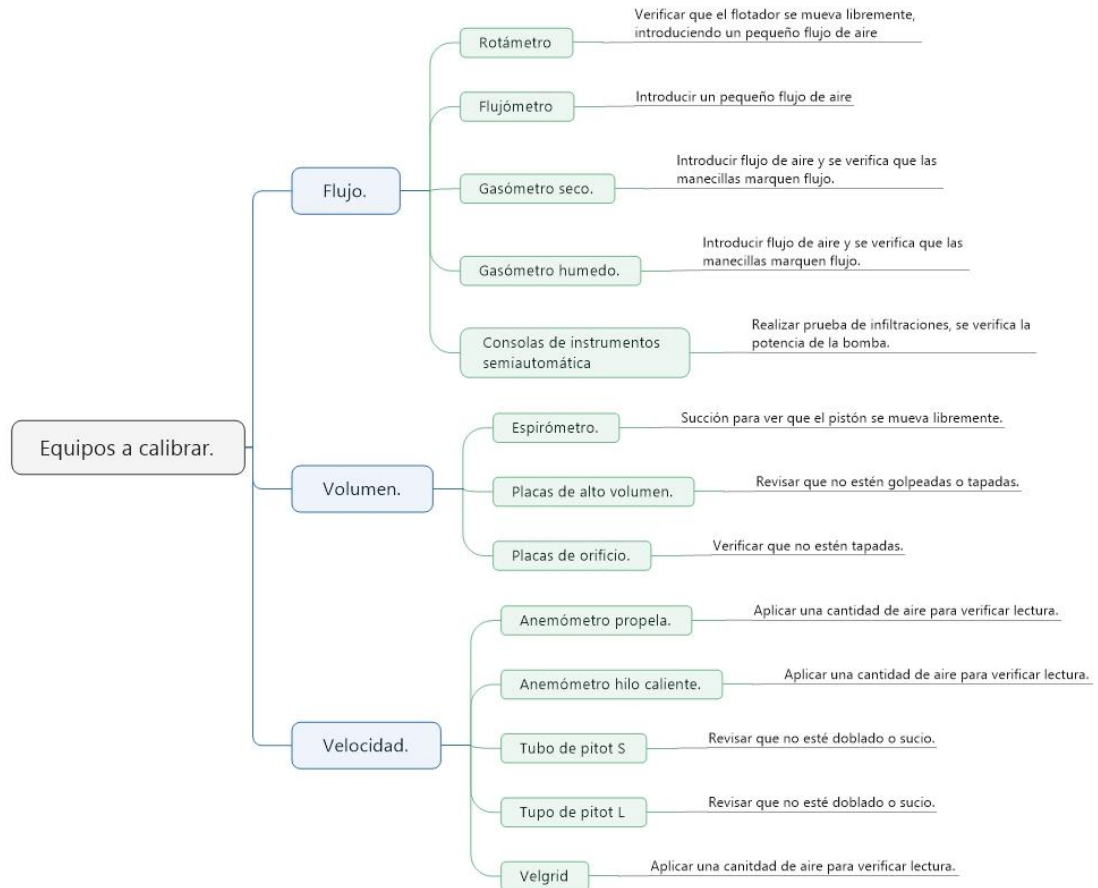 Equipos a calibrar.
Flujo.
Rotámetro
Verificar que el flotador se mueva libremente,
introduciendo un pequeño flujo de aire
Flujómetro
Introducir un pequeño flujo de aire
Gasómetro seco.
Introducir flujo de aire y se verifica que las
manecillas marquen flujo.
Gasómetro humedo.
Introducir flujo de aire y se verifica que las
manecillas marquen flujo.
Consolas de instrumentos
semiautomática
Realizar prueba de infiltraciones, se verifica la
potencia de la bomba.
Volumen.
Espirómetro.
Succión para ver que el pistón se mueva libremente.
Placas de alto volumen.
Revisar que no estén golpeadas o tapadas.
Placas de orificio.
Verificar que no estén tapadas.
Velocidad.
Anemómetro propela.
Aplicar una cantidad de aire para verificar lectura.
Anemómetro hilo caliente.
Aplicar una cantidad de aire para verificar lectura.
Tubo de pitot S
Revisar que no esté doblado o sucio.
Tupo de pitot L
Revisar que no esté doblado o sucio.
Velgrid
Aplicar una canitdad de aire para verificar lectura.